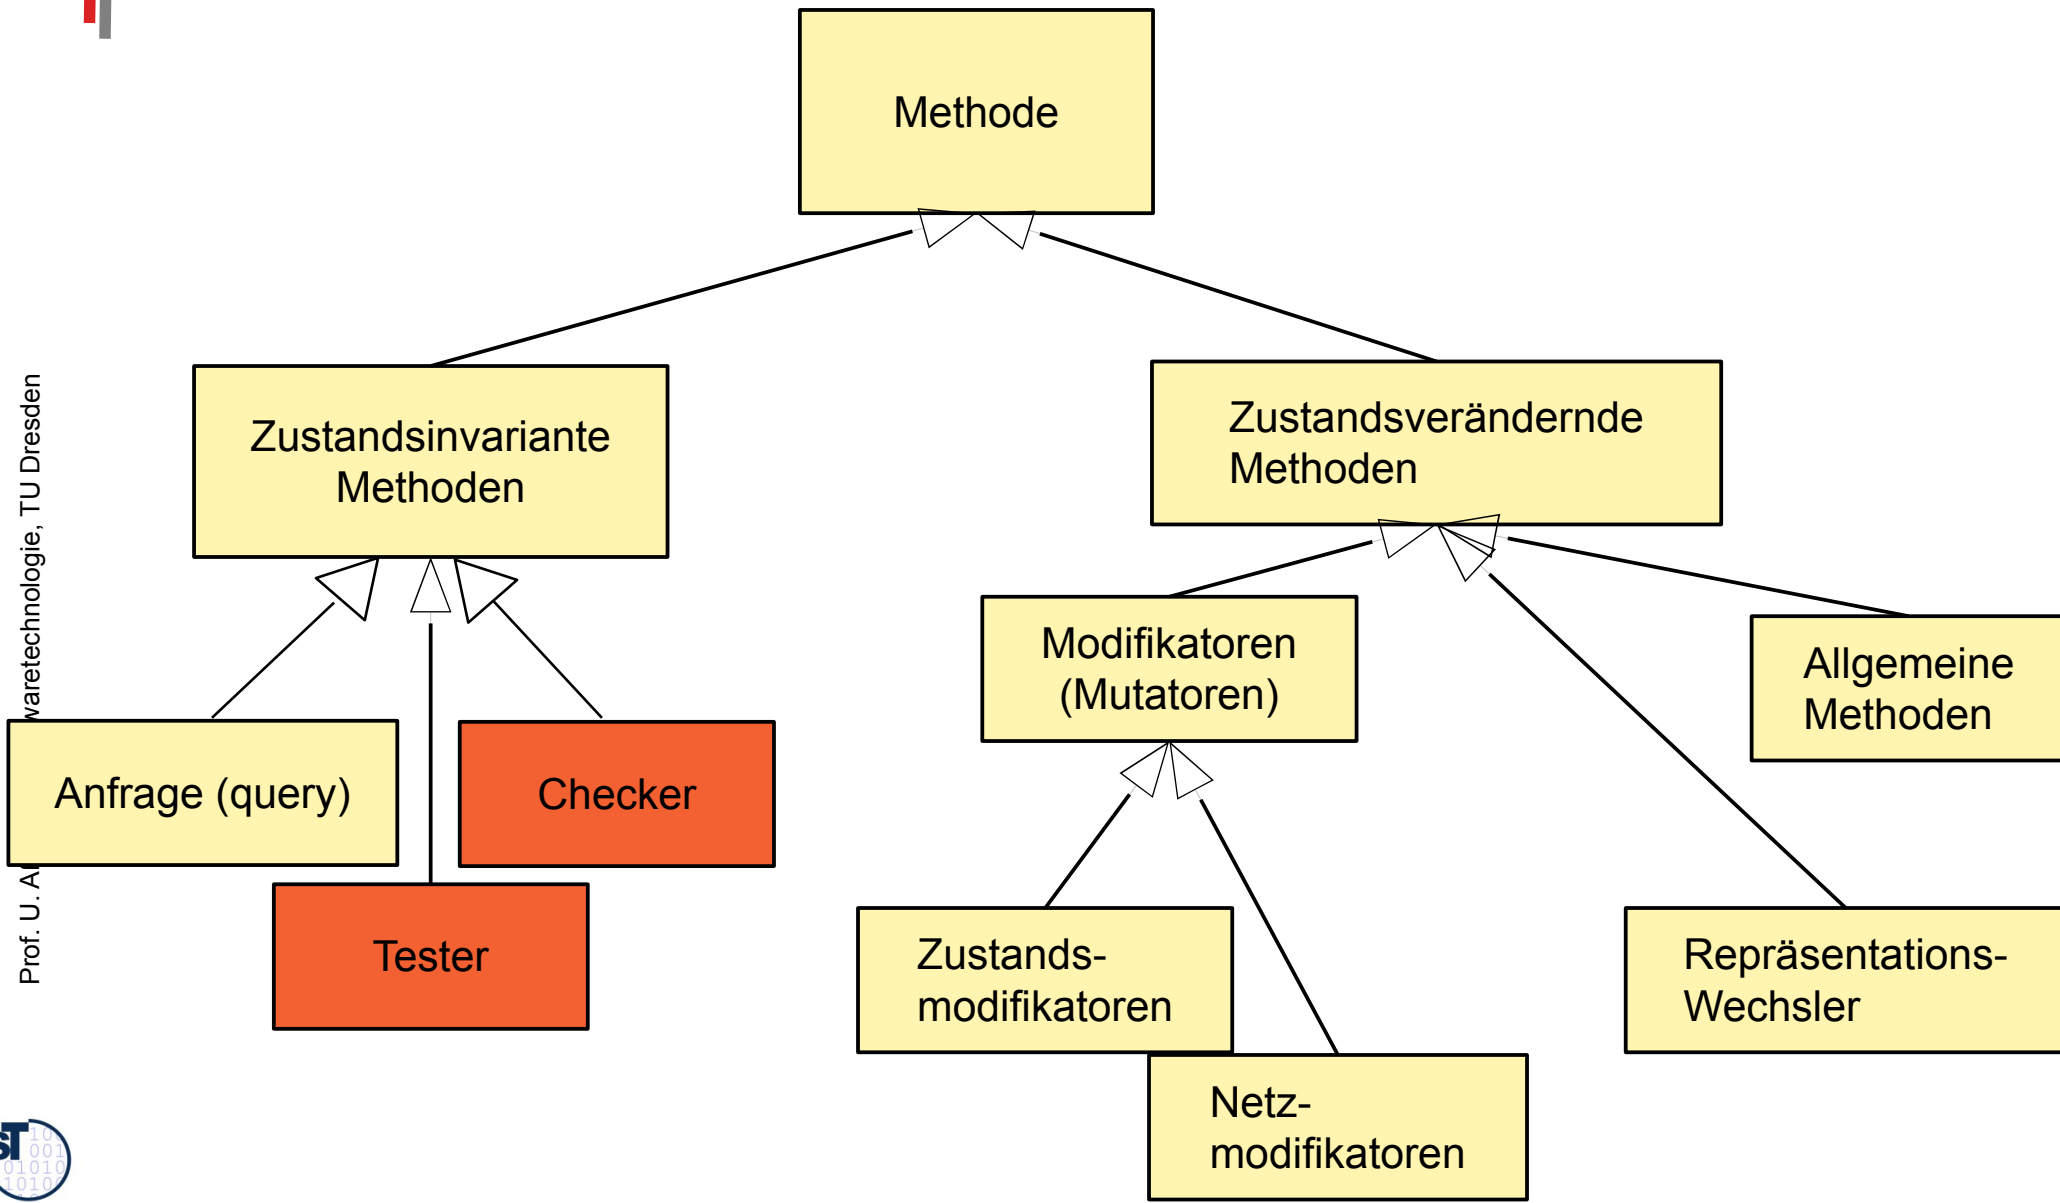 Methode
Zustandsinvariante
Methoden
Zustandsverändernde
Methoden
Modifikatoren
(Mutatoren)
Allgemeine
Methoden
Anfrage (query)
Checker
Tester
Zustands-
modifikatoren
Repräsentations-
Wechsler
Netz-
modifikatoren
Prof. U. waretechnologie, TU Dresden
sT